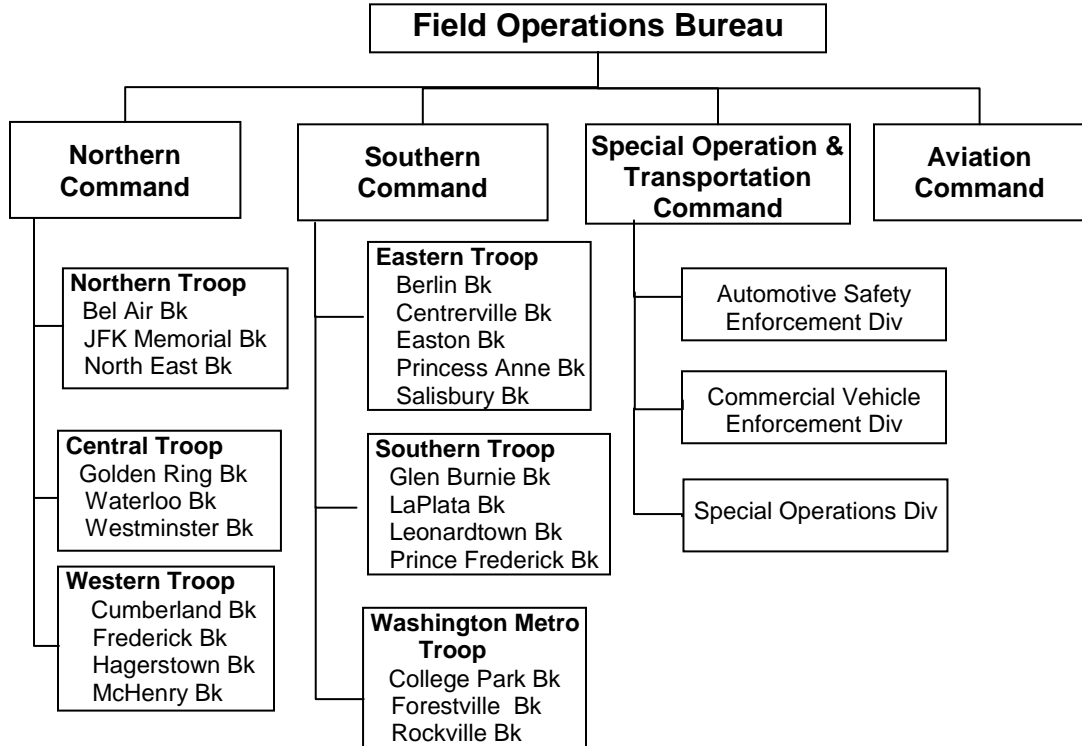 Field Operations Bureau
Northern
Command
Southern
Command
Special Operation &
Transportation
Command
Aviation
Command
Northern Troop
Bel Air Bk
JFK Memorial Bk
North East Bk
Central Troop
Golden Ring Bk
Waterloo Bk
Westminster Bk
Western Troop
Cumberland Bk
Frederick Bk
Hagerstown Bk
McHenry Bk
Eastern Troop
Berlin Bk
Centrerville Bk
Easton Bk
Princess Anne Bk
Salisbury Bk
Southern Troop
Glen Burnie Bk
LaPlata Bk
Leonardtown Bk
Prince Frederick Bk
Washington Metro
Troop
College Park Bk
Forestville Bk
Rockville Bk
Automotive Safety
Enforcement Div
Commercial Vehicle
Enforcement Div
Special Operations Div